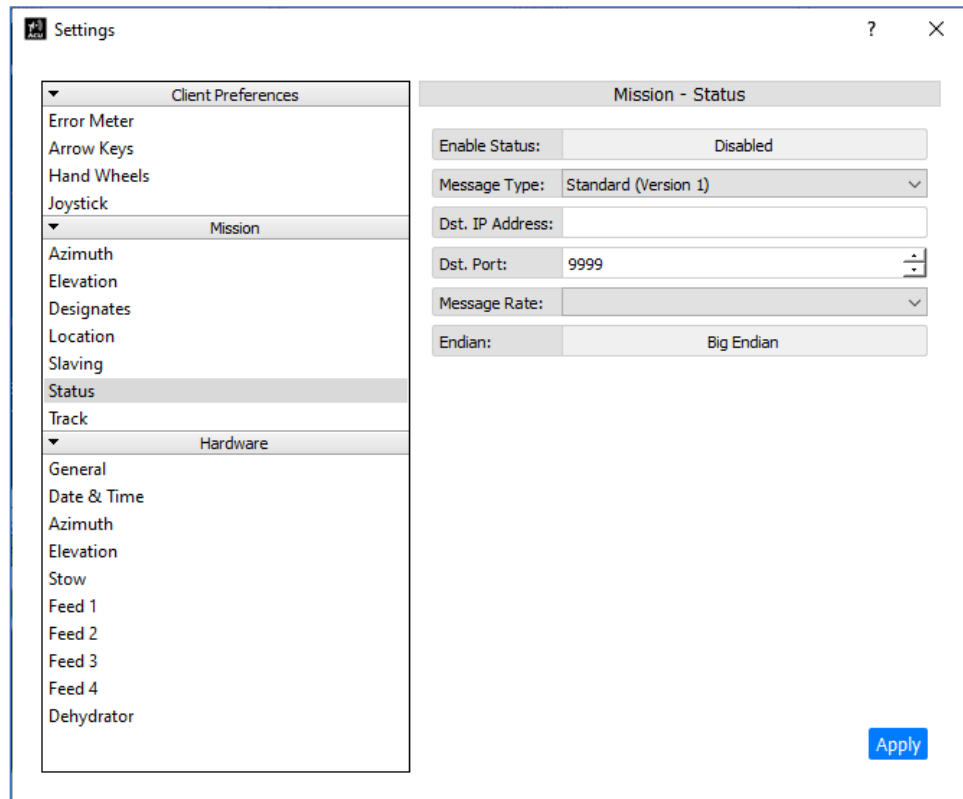 ACU Settings ?
Client Preferences
Error Meter
Arrow Keys
Hand Wheels
Joystick
Mission
Azimuth
Elevation
Designates
Location
Slaving
Status
Track
Hardware
General
Date & Time
Azimuth
Elevation
Stow
Feed 1
Feed 2
Feed 3
Feed 4
Dehydrator
Mission - Status
Enable Status: Disabled
Message Type: Standard (Version 1)
Dst. IP Address:
Dst. Port: 9999
Message Rate:
Endian: Big Endian
Apply